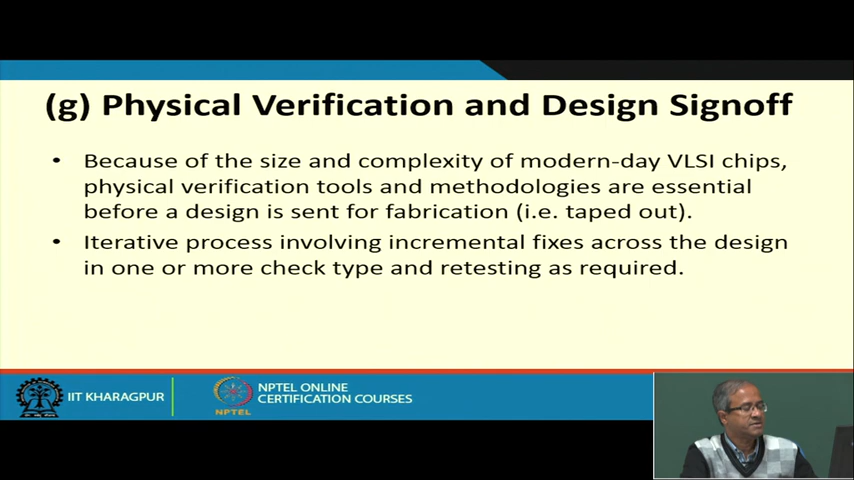 (g) Physical Verification and Design Signoff
• Because of the size and complexity of modern-day VLSI chips,
physical verification tools and methodologies are essential
before a design is sent for fabrication (i.e. taped out).
• Iterative process involving incremental fixes across the design
in one or more check type and retesting as required.
IIT KHARAGPUR
NPTEL
NPTEL ONLINE
CERTIFICATION COURSES